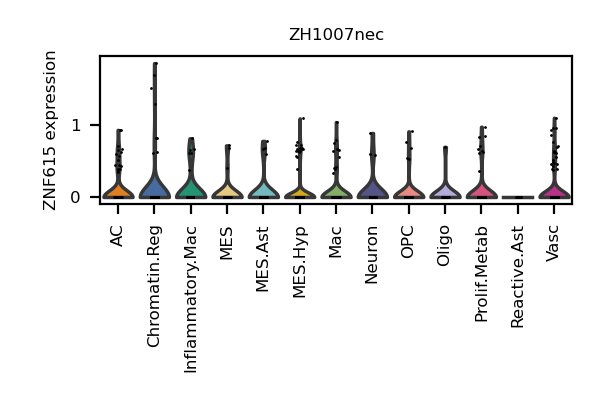 ZH1007nec
ZNF615 expression
1
0
AC
Chromatin.Reg
Inflammatory.Mac
MES
MES.Ast
MES.Hyp
Mac
Neuron
OPC
Oligo
Prolif.Metab
Reactive.Ast
Vasc